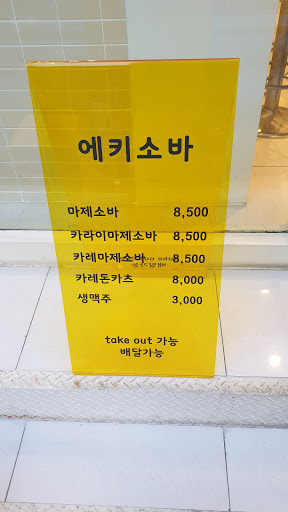 에키소바
마제소바 8,500
카라이마제소바 8,500
카레마제소바 8,500
카레돈카츠 8,000
생맥주 3,000
take out 가능
배달가능